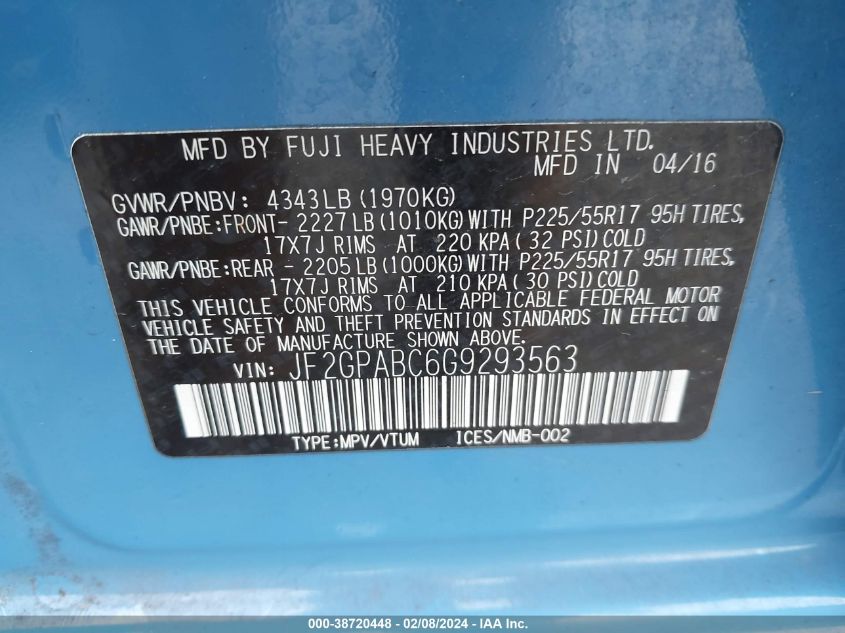 MFD BY FUJI HEAVY INDUSTRIES LTD.
MFD IN 04/16
GVWR/PNBV: 4343LB (1970KG)
GAWR/PNBE:FRONT- 2227LB (1010KG) WITH P225/55R17 95H TIRES,
17X7J RIMS AT 220 KPA( 32 PSI) COLD
GAWR/PNBE:REAR - 2205LB (1000KG) WITH P225/55R17 95H TIRES,
17X7J RIMS AT 210 KPA( 30 PSI) COLD
THIS VEHICLE CONFORMS TO ALL APPLICABLE FEDERAL MOTOR
VEHICLE SAFETY AND THEFT PREVENTION STANDARDS IN EFFECT ON
THE DATE OF MANUFACTURE SHOWN ABOVE.
VIN: JF2GPABC6G9293563
TYPE:MPV/VTUM ICES/NMB-002
000-38720448 - 02/08/2024 - IAA Inc.